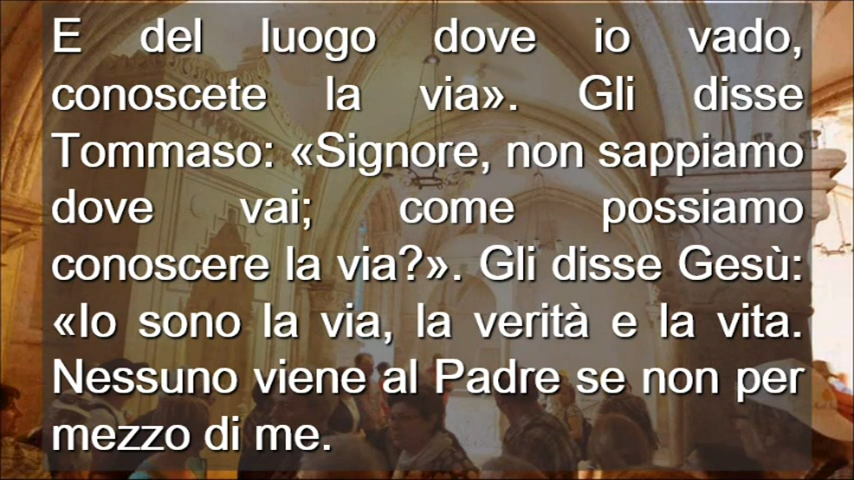 E del luogo dove io vado,
conoscete la via». Gli disse
Tommaso: «Signore, non sappiamo
dove vai; come possiamo
conoscere la via?». Gli disse Gesù:
«Io sono la via, la verità e la vita.
Nessuno viene al Padre se non per
mezzo di me.